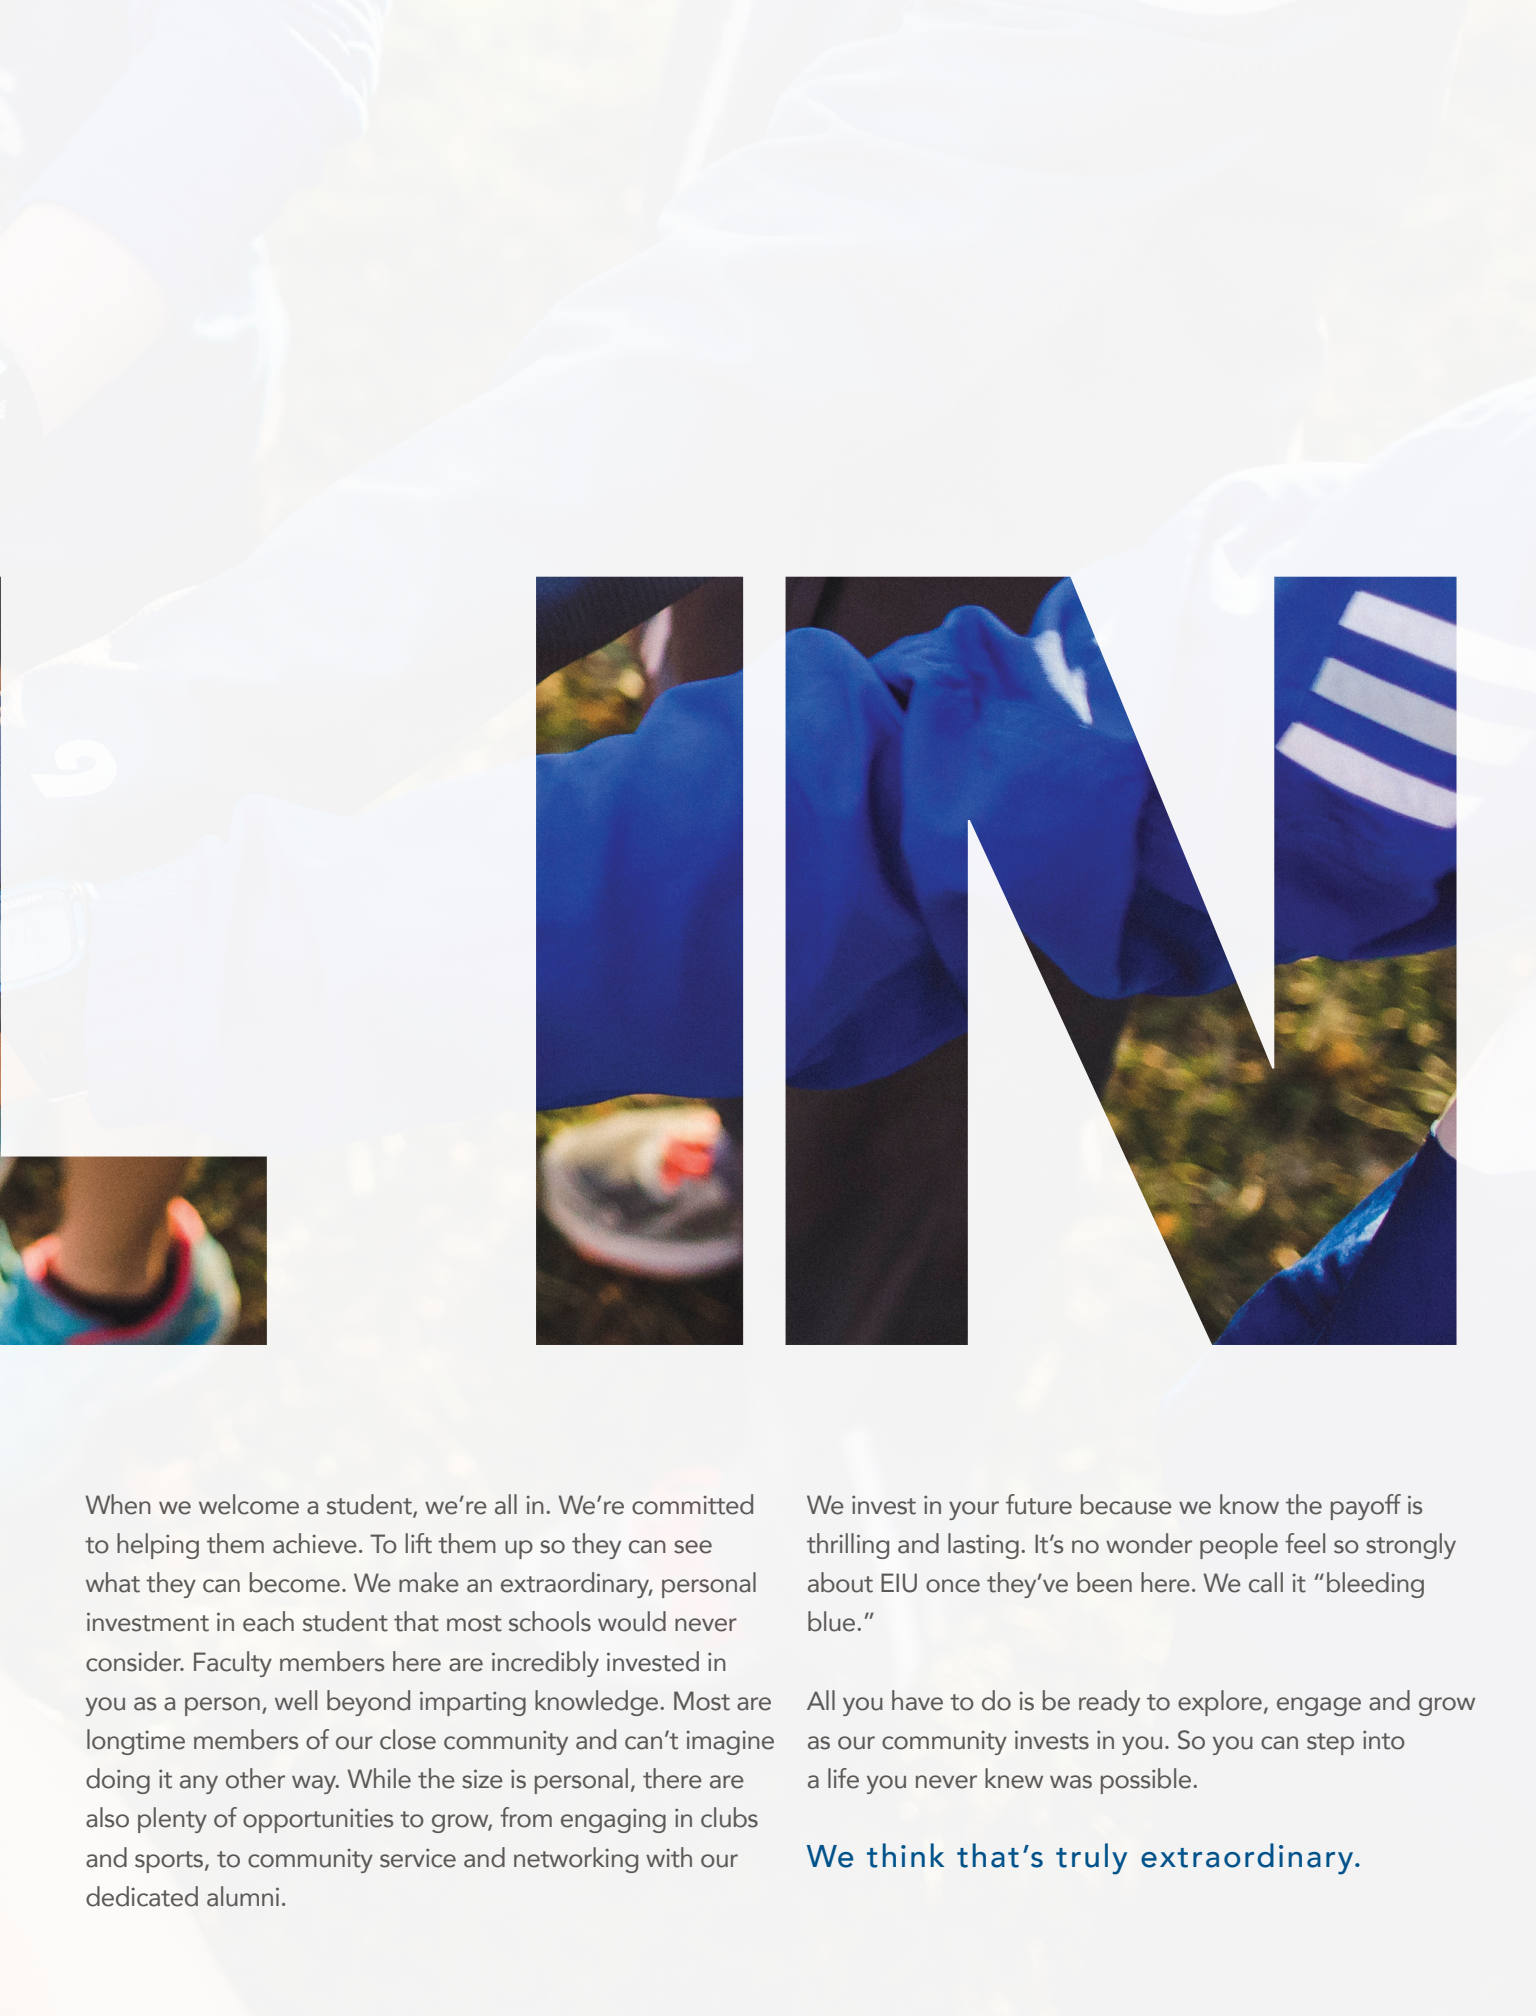 L IN
When we welcome a student, we’re all in. We’re committed
to helping them achieve. To lift them up so they can see
what they can become. We make an extraordinary, personal
investment in each student that most schools would never
consider. Faculty members here are incredibly invested in
you as a person, well beyond imparting knowledge. Most are
longtime members of our close community and can’t imagine
doing it any other way. While the size is personal, there are
also plenty of opportunities to grow, from engaging in clubs
and sports, to community service and networking with our
dedicated alumni.
We invest in your future because we know the payoff is
thrilling and lasting. It’s no wonder people feel so strongly
about EIU once they’ve been here. We call it “bleeding
blue.”
All you have to do is be ready to explore, engage and grow
as our community invests in you. So you can step into
a life you never knew was possible.
We think that’s truly extraordinary.